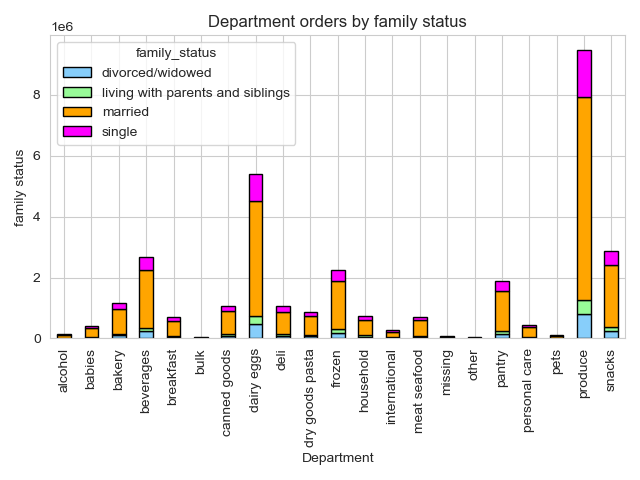 Department orders by family status
1e6
family_status
divorced/widowed
living with parents and siblings
married
single
family status
8
6
4
2
0
alcohol
babies
bakery
beverages
breakfast
bulk
canned goods
dairy eggs
deli
dry goods pasta
frozen
household
international
meat seafood
missing
other
pantry
personal care
pets
produce
snacks
Department